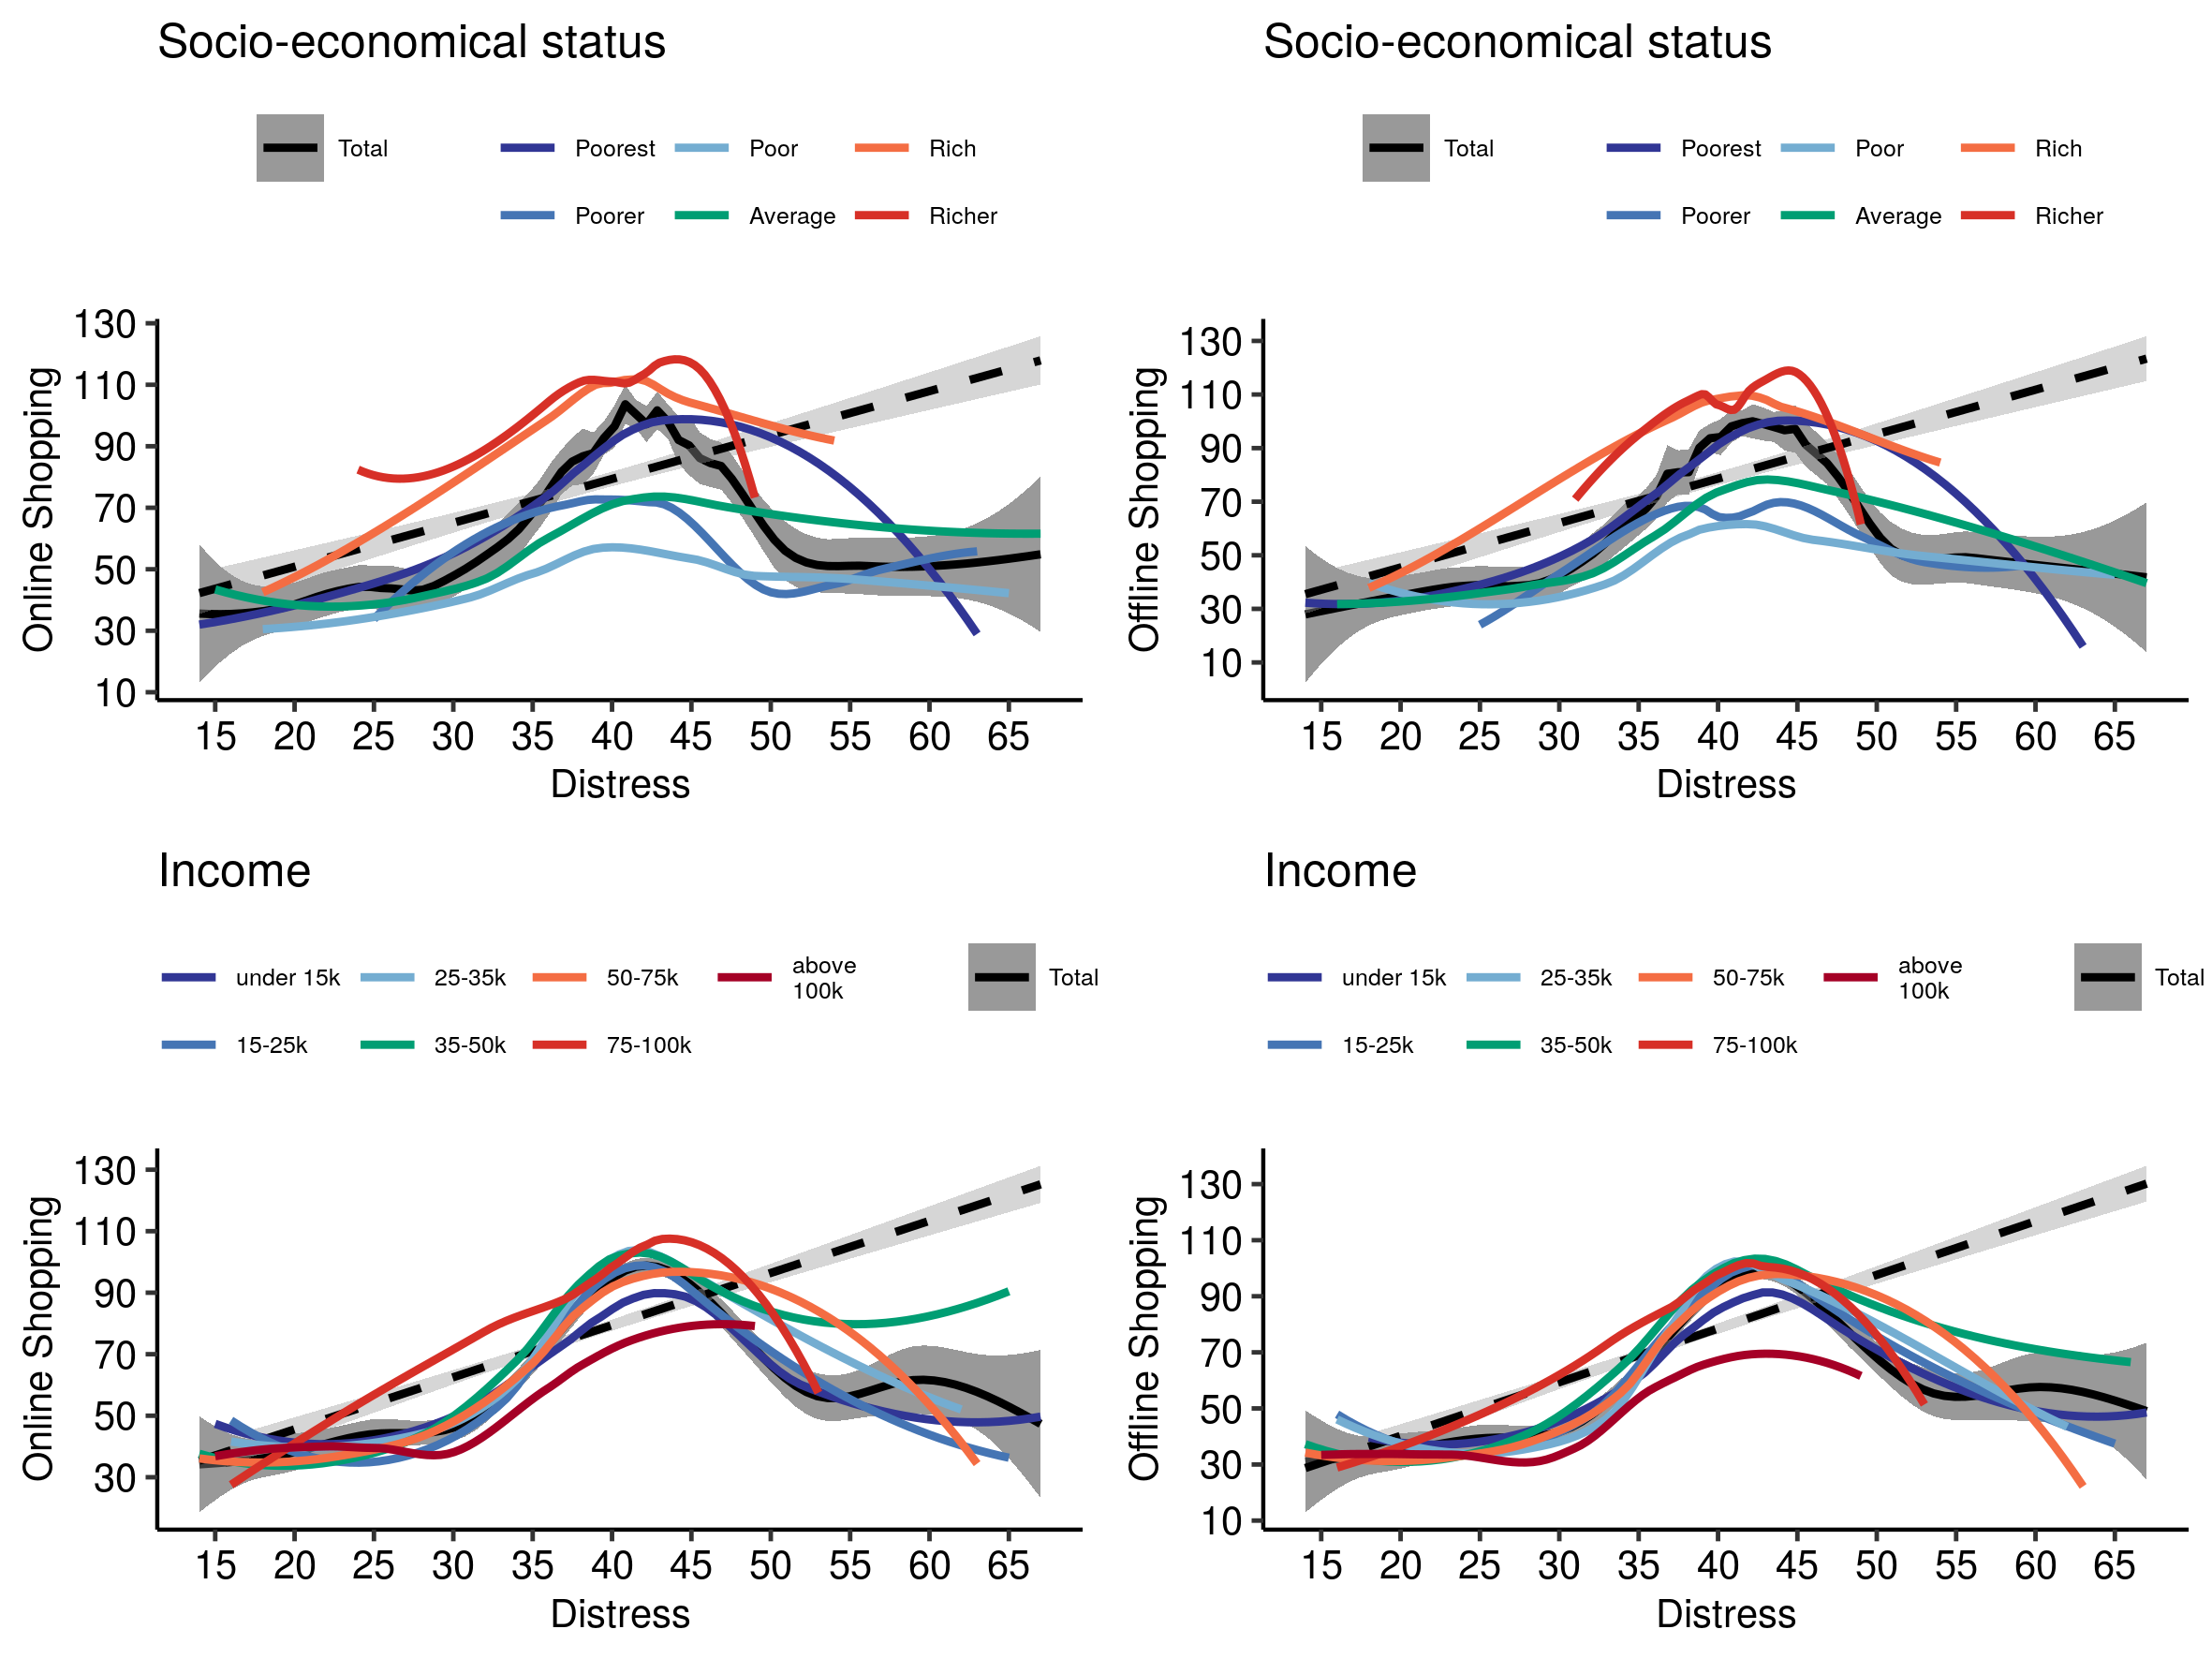 Socio-economical status
Total
Poorest Poor Rich
Poorer Average Richer
130
110
90
70
50
30
10
Online Shopping
15 20 25 30 35 40 45 50 55 60 65
Distress
Socio-economical status
Total
Poorest Poor Rich
Poorer Average Richer
130
110
90
70
50
30
10
Offline Shopping
15 20 25 30 35 40 45 50 55 60 65
Distress
Income
under 15k 25-35k 50-75k above
100k
Total
15-25k 35-50k 75-100k
130
110
90
70
50
30
Online Shopping
15 20 25 30 35 40 45 50 55 60 65
Distress
Income
under 15k 25-35k 50-75k above
100k
Total
15-25k 35-50k 75-100k
130
110
90
70
50
30
10
Offline Shopping
15 20 25 30 35 40 45 50 55 60 65
Distress